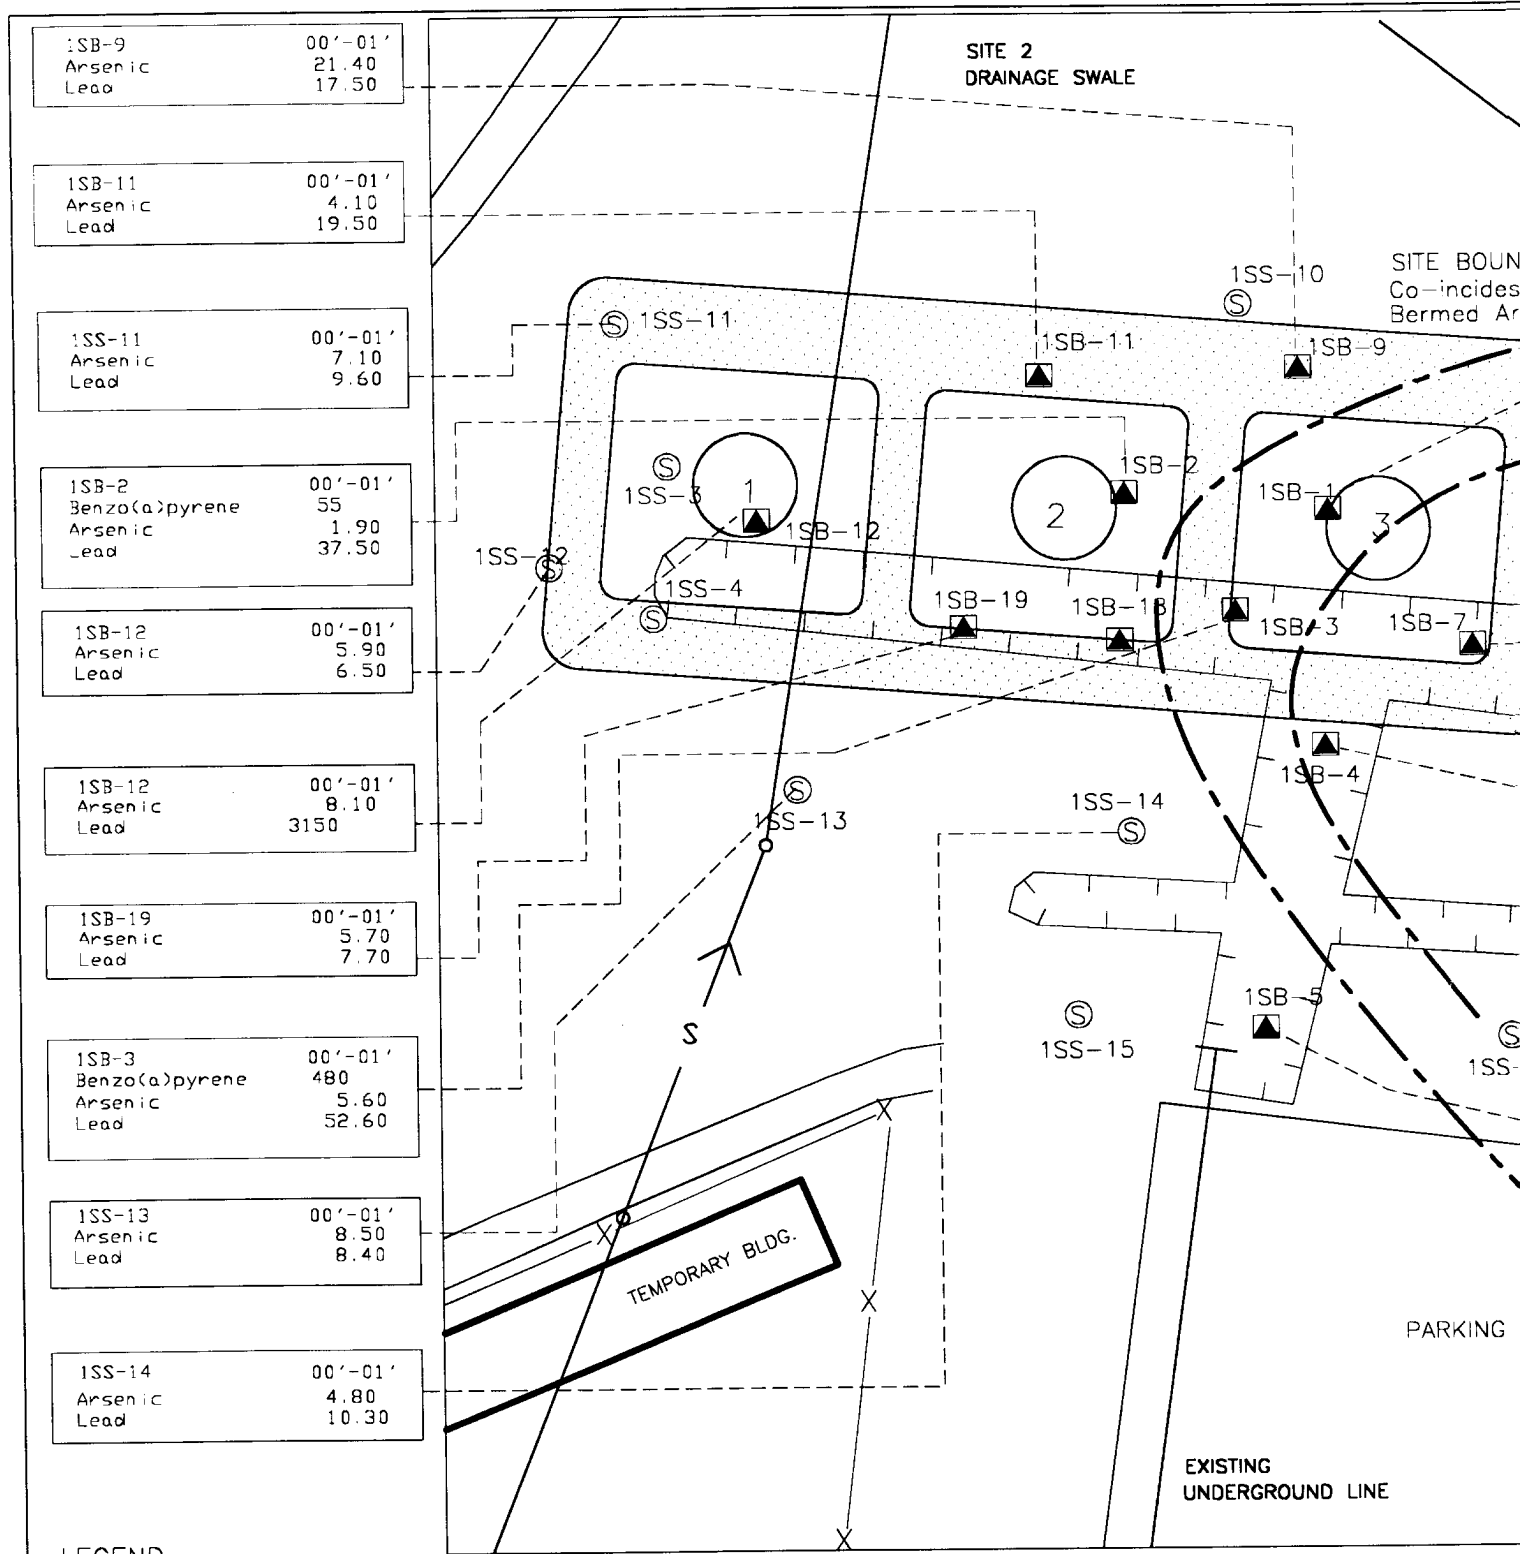 1SB-9 00'-01'
Arsenic 21.40
Lead 17.50
1SB-11 00'-01'
Arsenic 4.10
Lead 19.50
1SS-11 00'-01'
Arsenic 7.10
Lead 9.60
1SB-2 00'-01'
Benzo(a)pyrene 55
Arsenic 1.90
Lead 37.50
1SB-12 00'-01'
Arsenic 5.90
Lead 6.50
1SB-12 00'-01'
Arsenic 8.10
Lead 3150
1SB-19 00'-01'
Arsenic 5.70
Lead 7.70
1SB-3 00'-01'
Benzo(a)pyrene 480
Arsenic 5.60
Lead 52.60
1SS-13 00'-01'
Arsenic 8.50
Lead 8.40
1SS-14 00'-01'
Arsenic 4.80
Lead 10.30
LEGEND
SITE 2
DRAINAGE SWALE
SITE BOUN
Co-incides
Bermed Ar
1SS-10
S
S 1SS-11
1SB-11
1SB-9
S
1SS-3
1
1SB-12
1SB-2
2
1SB-1
3
1SS-12
S
1SS-4
S
1SB-19
1SB-18
1SB-3
1SB-7
1SB-4
S
1SS-13
1SS-14
S
1SB-5
S
1SS-15
S
1SS-
S
X
X
TEMPORARY BLDG.
X
PARKING
EXISTING
UNDERGROUND LINE
X